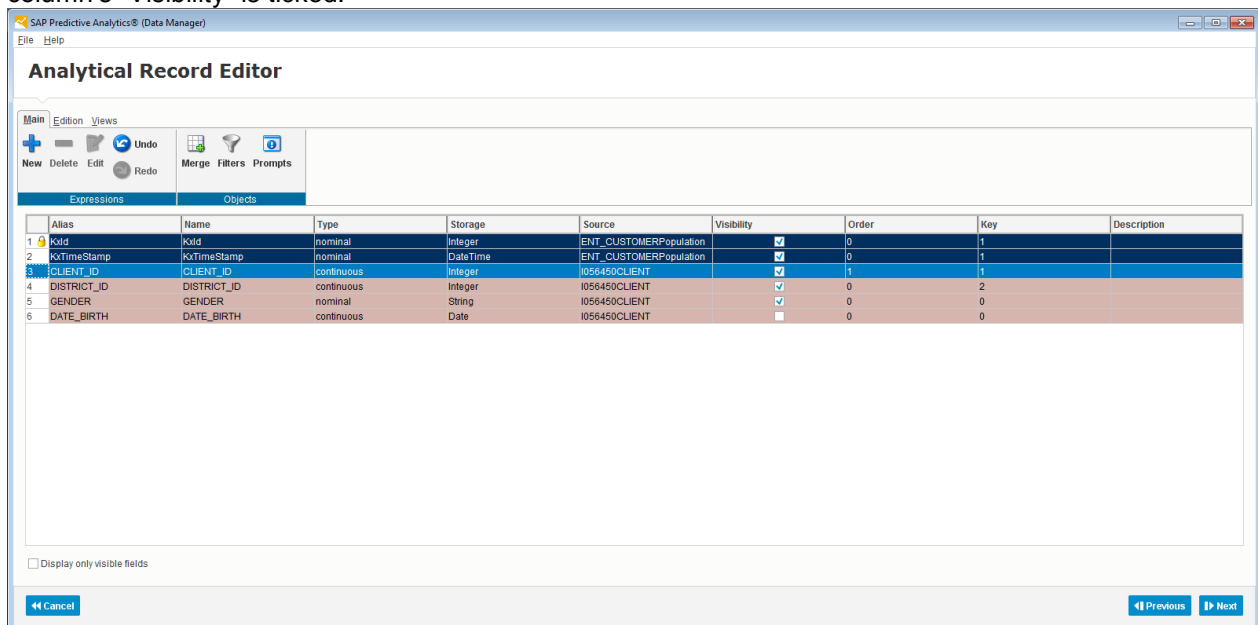 column's "Visibility" is ticked.
SAP Predictive Analytics® (Data Manager)
File Help
Analytical Record Editor
Main Edition Views
New Delete Edit Undo Redo Merge Filters Prompts
Expressions Objects
Alias Name Type Storage Source Visibility Order Key Description
1 KxId KxId nominal Integer ENT_CUSTOMERPopulation 0 1
2 KxTimeStamp KxTimeStamp nominal DateTime ENT_CUSTOMERPopulation 0 1
3 CLIENT_ID CLIENT_ID continuous Integer I056450CLIENT 1 1
4 DISTRICT_ID DISTRICT_ID continuous Integer I056450CLIENT 0 2
5 GENDER GENDER nominal String I056450CLIENT 0 0
6 DATE_BIRTH DATE_BIRTH continuous Date I056450CLIENT 0 0
Display only visible fields
Cancel Previous Next